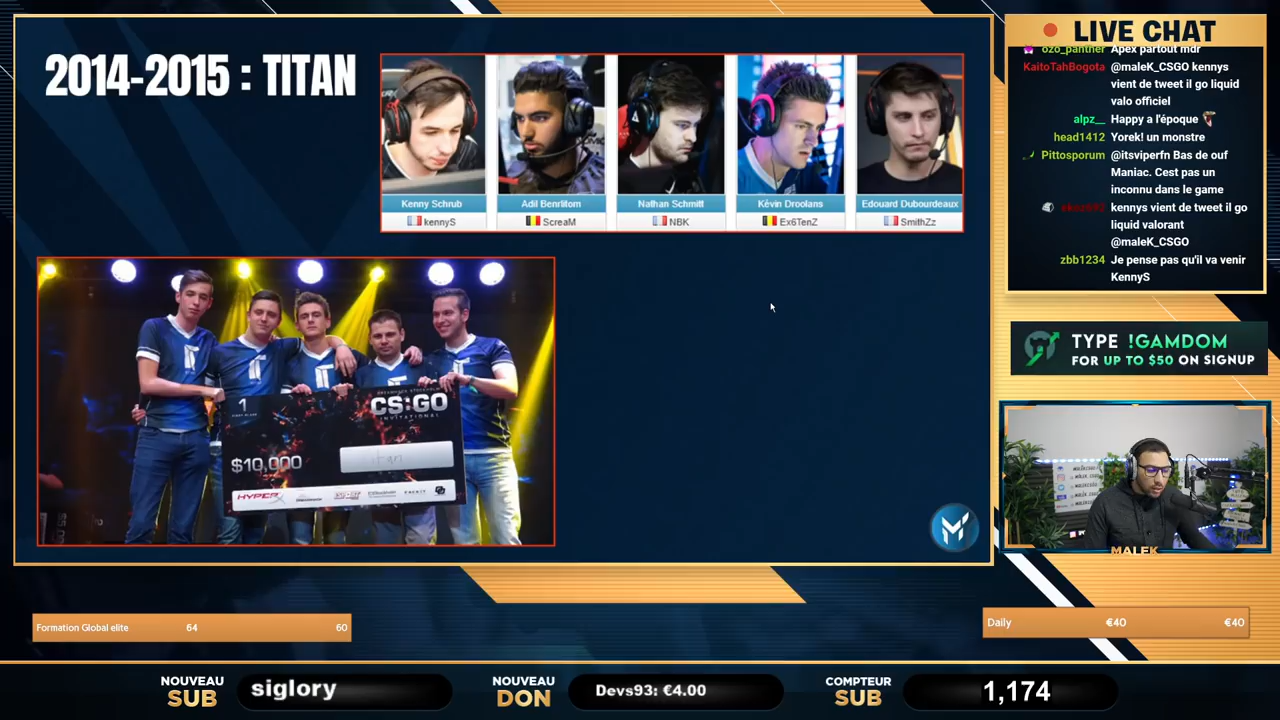 2014-2015 : TITAN
Kenny Schrub
Adil Benrlitom
Nathan Schmitt
Kévin Droolans
Edouard Dubourdeaux
kennyS
ScreaM
NBK
Ex6TenZ
SmithZz
1
CS:GO
INVITATIONAL
$10,000
HYPERX
LIVE CHAT
ozo_panther Apex partout mdr
KaitoTahBogota @maleK_CSGO kennys
vient de tweet il go liquid
valo officiel
alpz__ Happy a l'époque
head1412 Yorek! un monstre
Pittosporum @itsviperfn Bas de ouf
Maniac. Cest pas un
inconnu dans le game
kennys vient de tweet il go
liquid valorant
@maleK_CSGO
zbb1234 Je pense pas qu'il va venir
KennyS
TYPE !GAMDOM
FOR UP TO $50 ON SIGNUP
MALEK
Formation Global elite 64 60
Daily €40 €40
NOUVEAU
SUB
siglory
NOUVEAU
DON
Devs93: €4.00
COMPTEUR
SUB
1,174